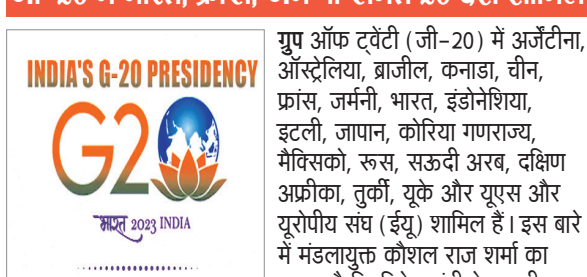 INDIA'S G-20 PRESIDENCY
G20
भारत 2023 INDIA
ग्रुप ऑफ ट्वेंटी (जी-20) में अर्जेंटीना,
ऑस्ट्रेलिया, ब्राजील, कनाडा, चीन,
फ्रांस, जर्मनी, भारत, इंडोनेशिया,
इटली, जापान, कोरिया गणराज्य,
मैक्सिको, रूस, सऊदी अरब, दक्षिण
अफ्रीका, तुर्की, यूके और यूएस और
यूरोपीय संघ (ईयू) शामिल हैं। इस बारे
में मंडलायुक्त कौशल राज शर्मा का